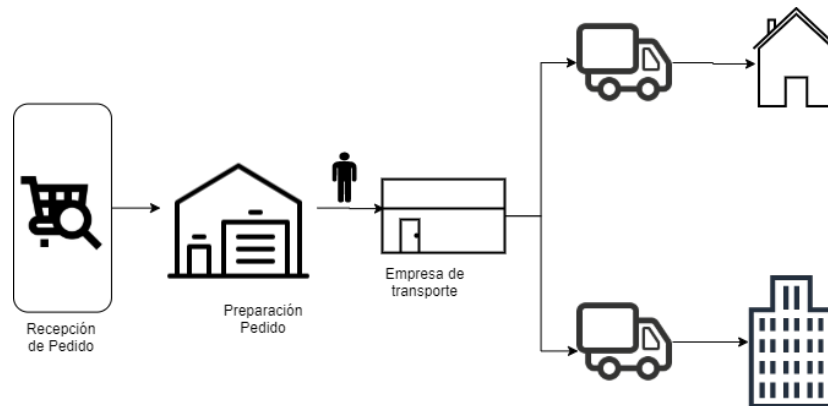 Recepción
de Pedido
Preparación
Pedido
Empresa de
transporte